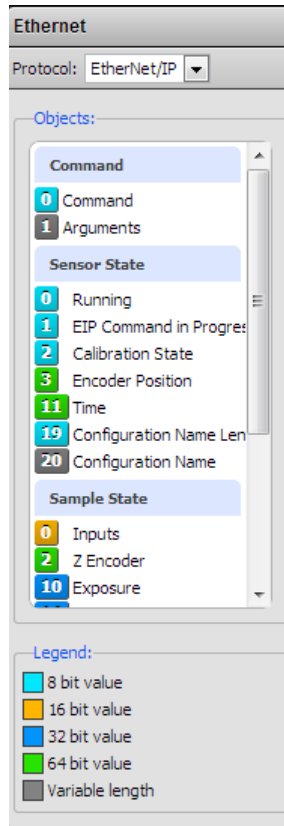 Ethernet
Protocol: EtherNet/IP
Objects:
Command
0 Command
1 Arguments
Sensor State
0 Running
1 EIP Command in Progres
2 Calibration State
3 Encoder Position
11 Time
19 Configuration Name Len
20 Configuration Name
Sample State
0 Inputs
2 Z Encoder
10 Exposure
Legend:
8 bit value
16 bit value
32 bit value
64 bit value
Variable length